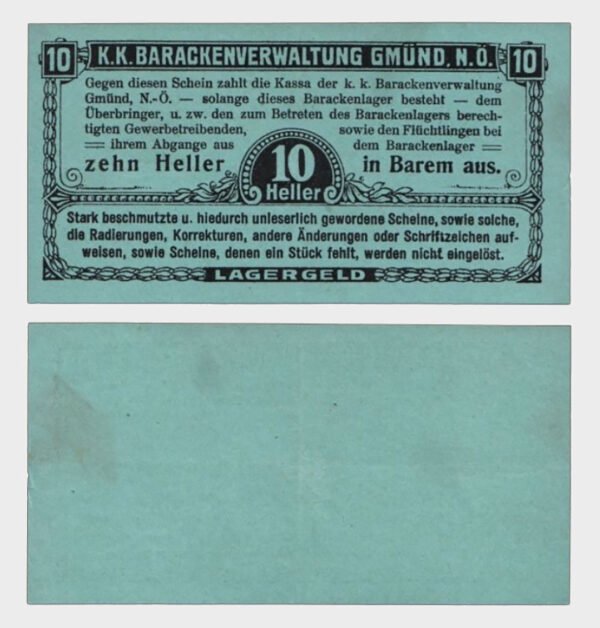 10 K.K. BARACKENVERWALTUNG GMÜND, N.Ö. 10
Gegen diesen Schein zahlt die Kassa der k. k. Barackenverwaltung
Gmünd, N.-Ö. — solange dieses Barackenlager besteht — dem
Überbringer, u. zw. den zum Betreten des Barackenlagers berech-
tigten Gewerbetreibenden, sowie den Flüchtlingen bei
ihrem Abgange aus dem Barackenlager
zehn Heller 10 in Barem aus.
Heller
Stark beschmutzte u. hiedurch unleserlich gewordene Scheine, sowie solche,
die Radierungen, Korrekturen, andere Änderungen oder Schriftzeichen auf-
weisen, sowie Scheine, denen ein Stück fehlt, werden nicht eingelöst.
LAGERGELD